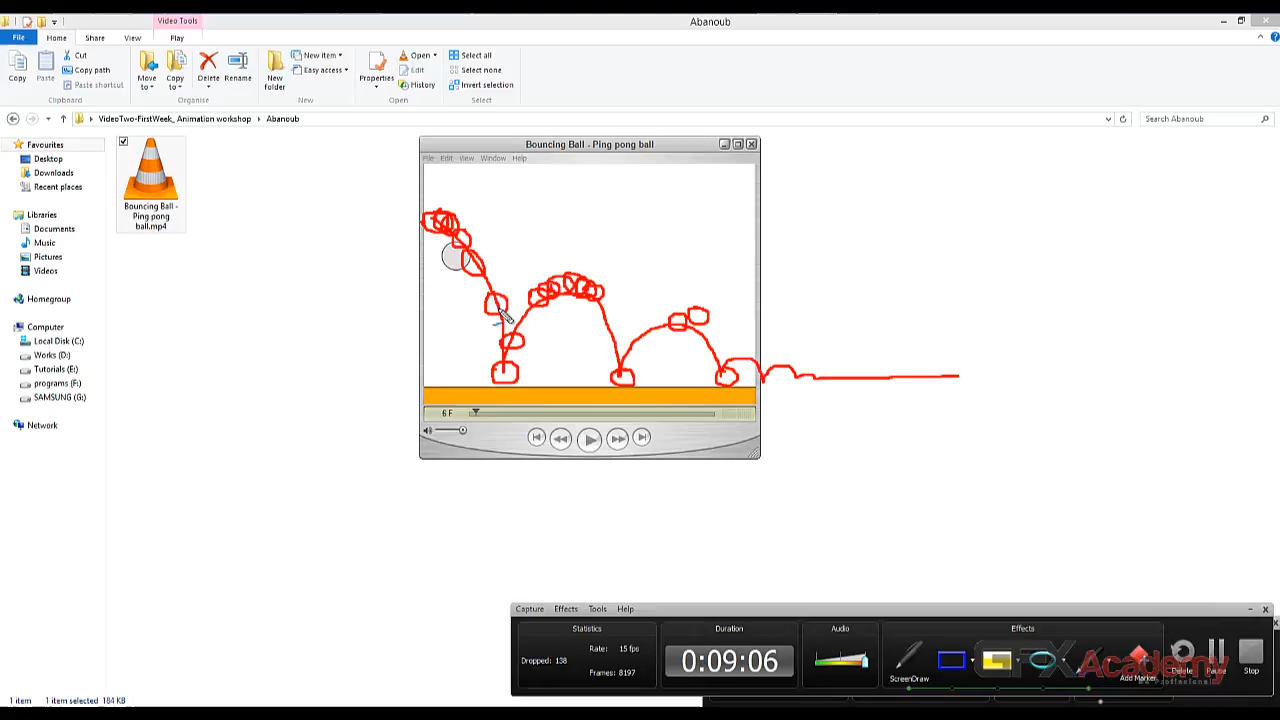 Video Tools
Abanoub
File Home Share View Play
Copy
Paste
Cut
Copy path
Paste shortcut
Clipboard
Move to
Copy to
Delete
Rename
Organise
New folder
New item
Easy access
New
Properties
Open
Edit
History
Open
Select all
Select none
Invert selection
Select
VideoTwo-FirstWeek_ Animation workshop Abanoub
Search Abanoub
Favourites
Desktop
Downloads
Recent places
Libraries
Documents
Music
Pictures
Videos
Homegroup
Computer
Local Disk (C:)
Works (D:)
Tutorials (E:)
programs (F:)
SAMSUNG (G:)
Network
Bouncing Ball -
Ping pong
ball.mp4
Bouncing Ball - Ping pong ball
File Edit View Window Help
6 F
Capture Effects Tools Help
Statistics
Dropped: 138
Rate: 15 fps
Frames: 8197
Duration
0:09:06
Audio
Effects
ScreenDraw
Add Marker
Delete
Pause
Stop
GFXAcademy
1 item 1 item selected 184 KB